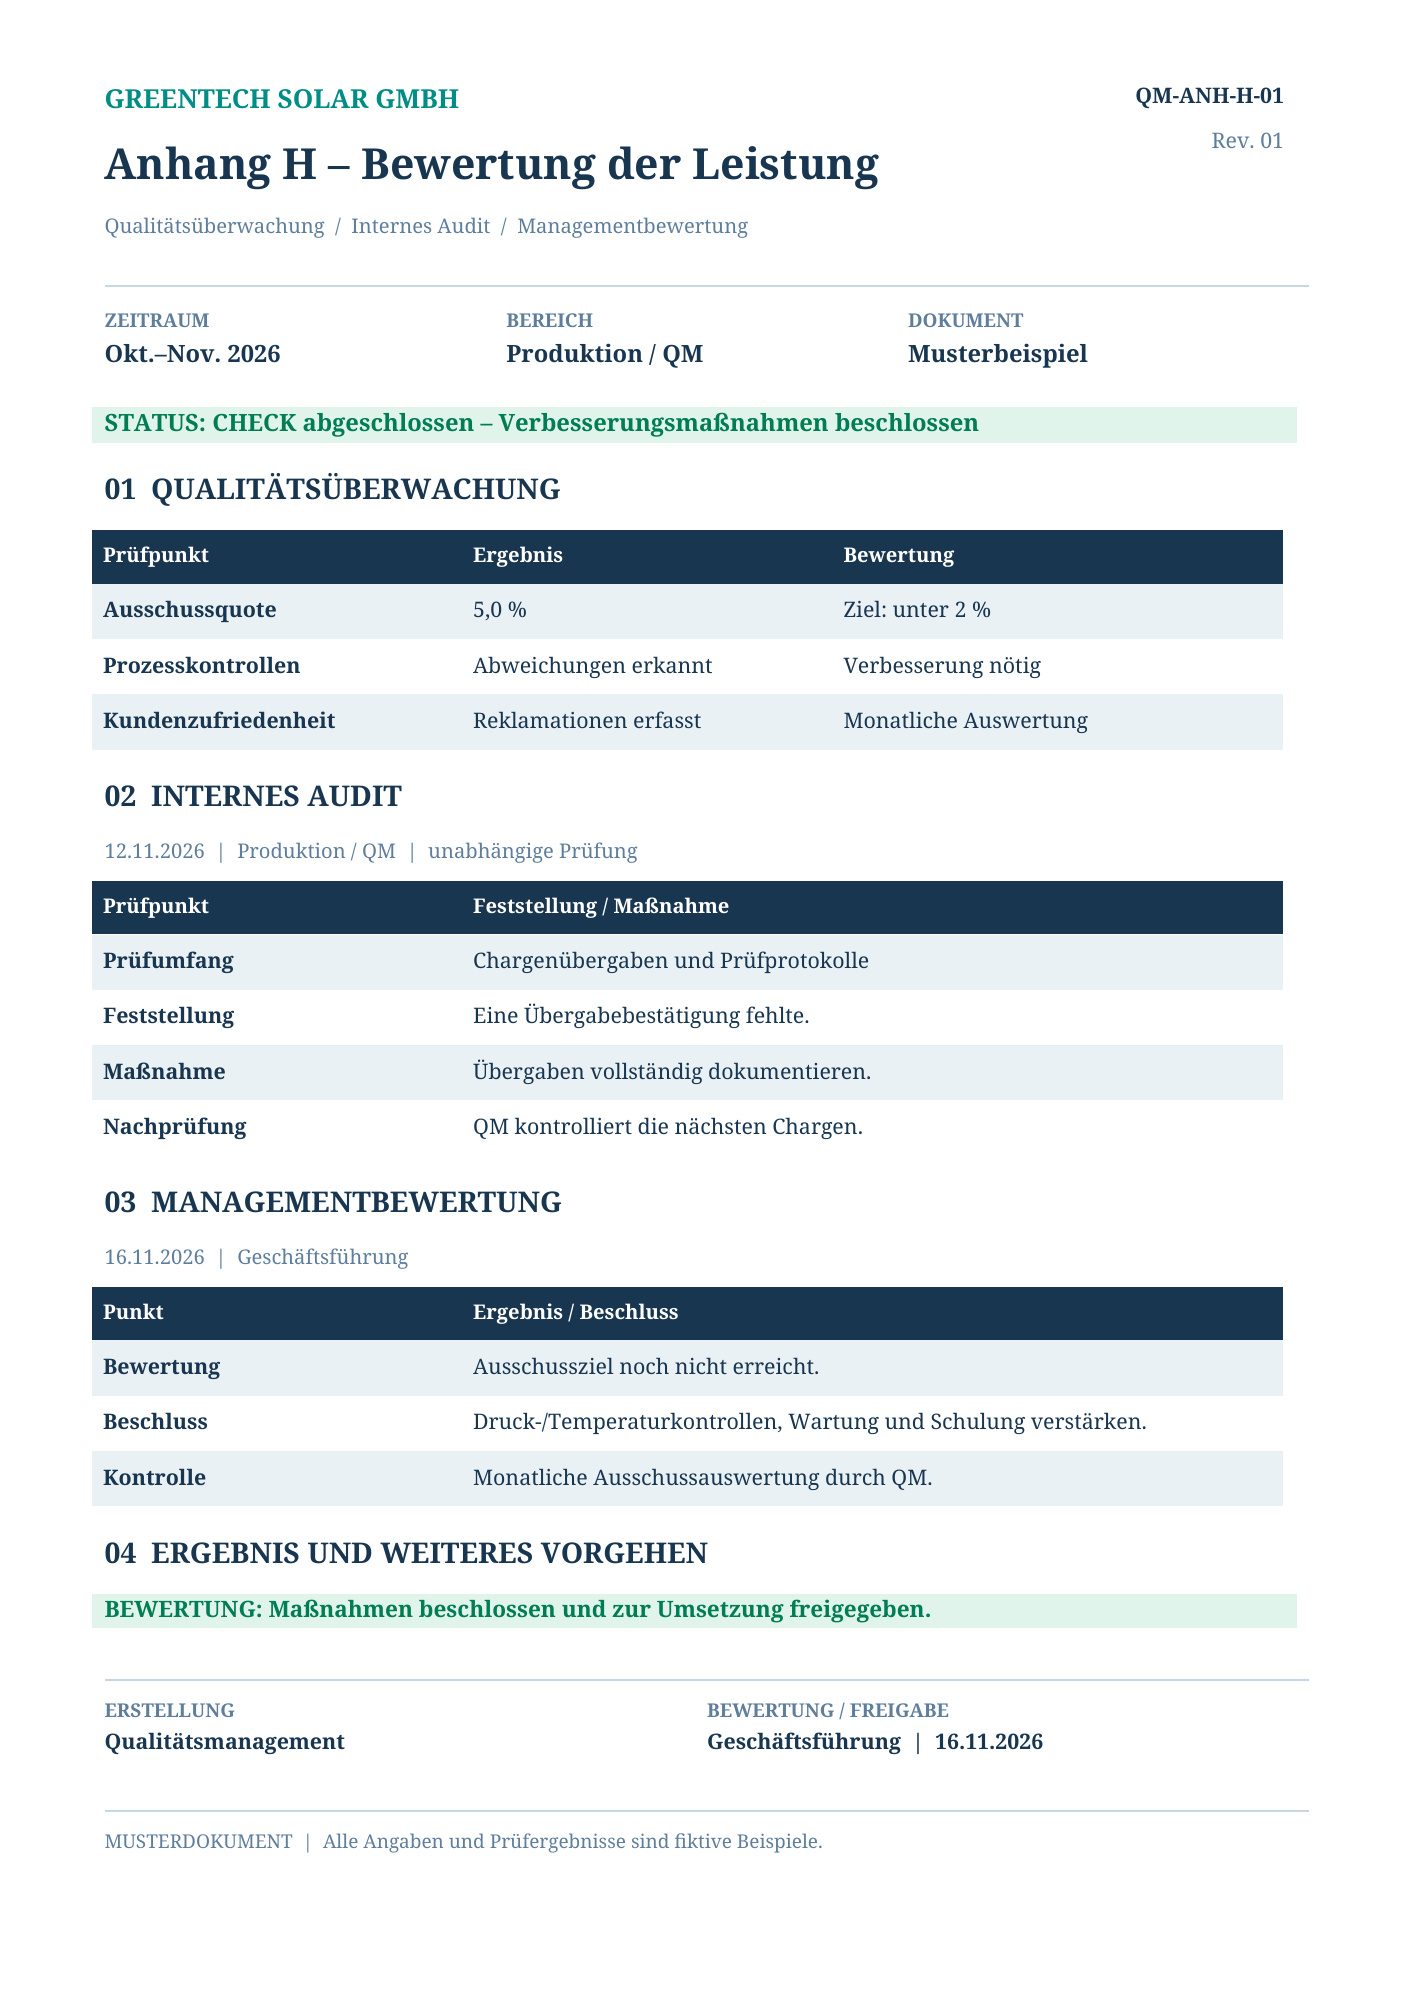 GREENTECH SOLAR GMBH
QM-ANH-H-01
Rev. 01
Anhang H – Bewertung der Leistung
Qualitätsüberwachung / Internes Audit / Managementbewertung
ZEITRAUM BEREICH DOKUMENT
Okt.–Nov. 2026 Produktion / QM Musterbeispiel
STATUS: CHECK abgeschlossen – Verbesserungsmaßnahmen beschlossen
01 QUALITÄTSÜBERWACHUNG
Prüfpunkt Ergebnis Bewertung
Ausschussquote 5,0 % Ziel: unter 2 %
Prozesskontrollen Abweichungen erkannt Verbesserung nötig
Kundenzufriedenheit Reklamationen erfasst Monatliche Auswertung
02 INTERNES AUDIT
12.11.2026 | Produktion / QM | unabhängige Prüfung
Prüfpunkt Feststellung / Maßnahme
Prüfumfang Chargenübergaben und Prüfprotokolle
Feststellung Eine Übergabebestätigung fehlte.
Maßnahme Übergaben vollständig dokumentieren.
Nachprüfung QM kontrolliert die nächsten Chargen.
03 MANAGEMENTBEWERTUNG
16.11.2026 | Geschäftsführung
Punkt Ergebnis / Beschluss
Bewertung Ausschussziel noch nicht erreicht.
Beschluss Druck-/Temperaturkontrollen, Wartung und Schulung verstärken.
Kontrolle Monatliche Ausschussauswertung durch QM.
04 ERGEBNIS UND WEITERES VORGEHEN
BEWERTUNG: Maßnahmen beschlossen und zur Umsetzung freigegeben.
ERSTELLUNG BEWERTUNG / FREIGABE
Qualitätsmanagement Geschäftsführung | 16.11.2026
MUSTERDOKUMENT | Alle Angaben und Prüfergebnisse sind fiktive Beispiele.